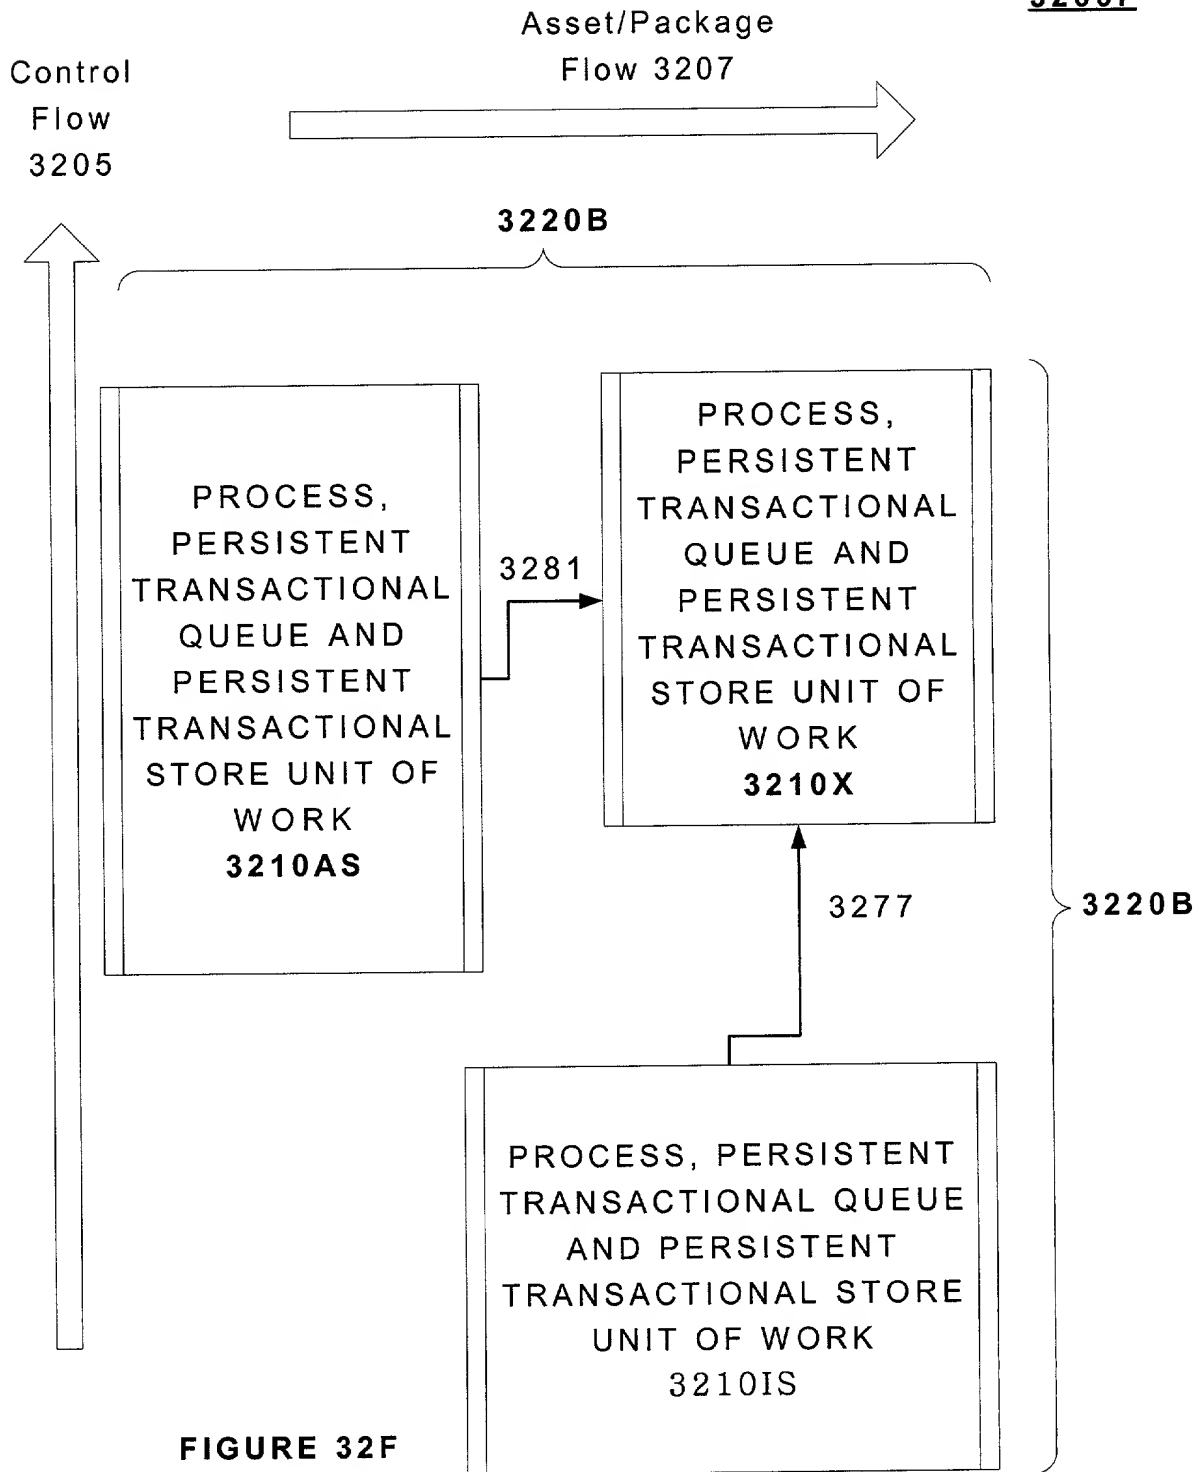 Asset/Package
Flow 3207
Control
Flow
3205
3220B
PROCESS,
PERSISTENT
TRANSACTIONAL
QUEUE AND
PERSISTENT
TRANSACTIONAL
STORE UNIT OF
WORK
3210AS
3281
PROCESS,
PERSISTENT
TRANSACTIONAL
QUEUE AND
PERSISTENT
TRANSACTIONAL
STORE UNIT OF
WORK
3210X
3277
3220B
PROCESS, PERSISTENT
TRANSACTIONAL QUEUE
AND PERSISTENT
TRANSACTIONAL STORE
UNIT OF WORK
3210IS
FIGURE 32F